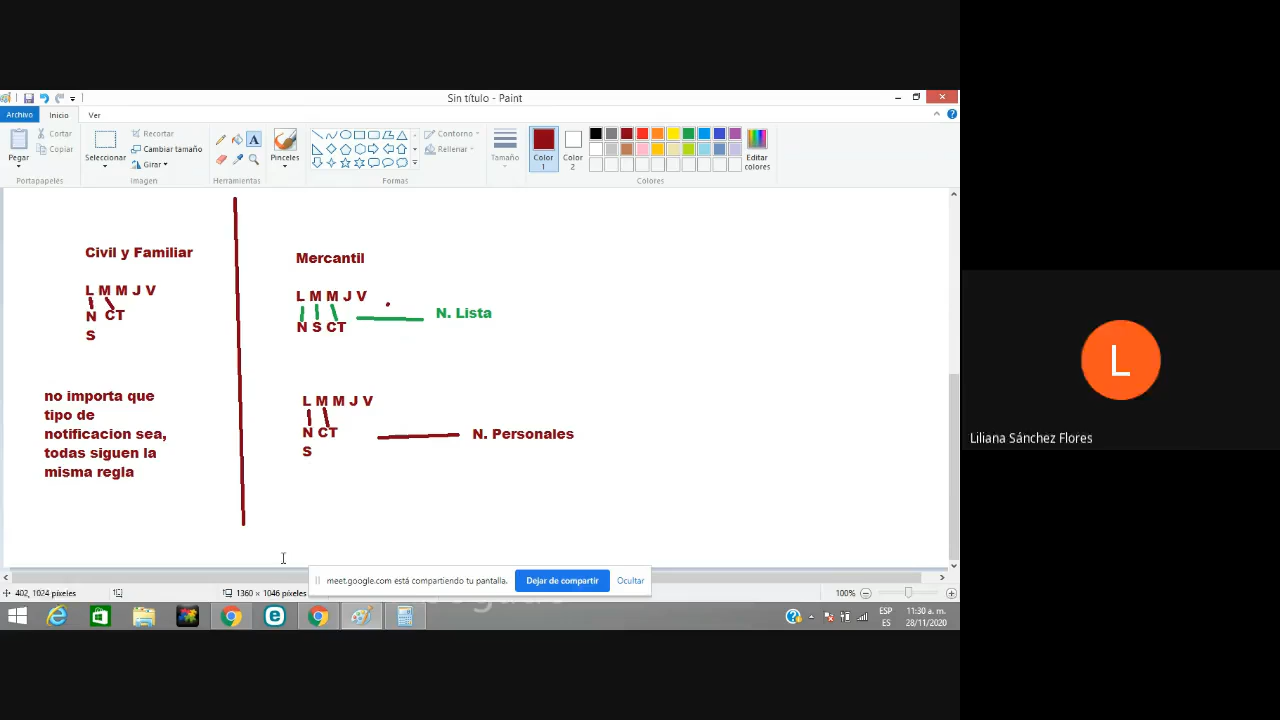 Sin título - Paint
Archivo Inicio Ver
Pegar
Cortar
Copiar
Portapapeles
Seleccionar
Recortar
Cambiar tamaño
Girar
Imagen
A
Herramientas
Pinceles
Contorno
Rellenar
Formas
Tamaño
Color
1
Color
2
Editar
colores
Colores
Civil y Familiar
L M M J V
N CT
S
no importa que
tipo de
notificacion sea,
todas siguen la
misma regla
Mercantil
L M M J V
N S CT
N. Lista
L M M J V
N CT
S
N. Personales
L
Liliana Sánchez Flores
meet.google.com está compartiendo tu pantalla.
Dejar de compartir
Ocultar
402, 1024 píxeles
1360 × 1046 píxeles
100%
ESP
ES
11:30 a. m.
28/11/2020